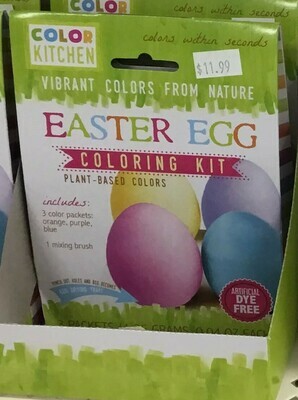 COLOR
KITCHEN
colors within seconds
colors within seconds
$11.99
VIBRANT COLORS FROM NATURE
EASTER EGG
COLORING KIT
PLANT-BASED COLORS
includes:
3 color packets:
orange, purple,
blue
1 mixing brush
ARTIFICIAL
DYE
FREE